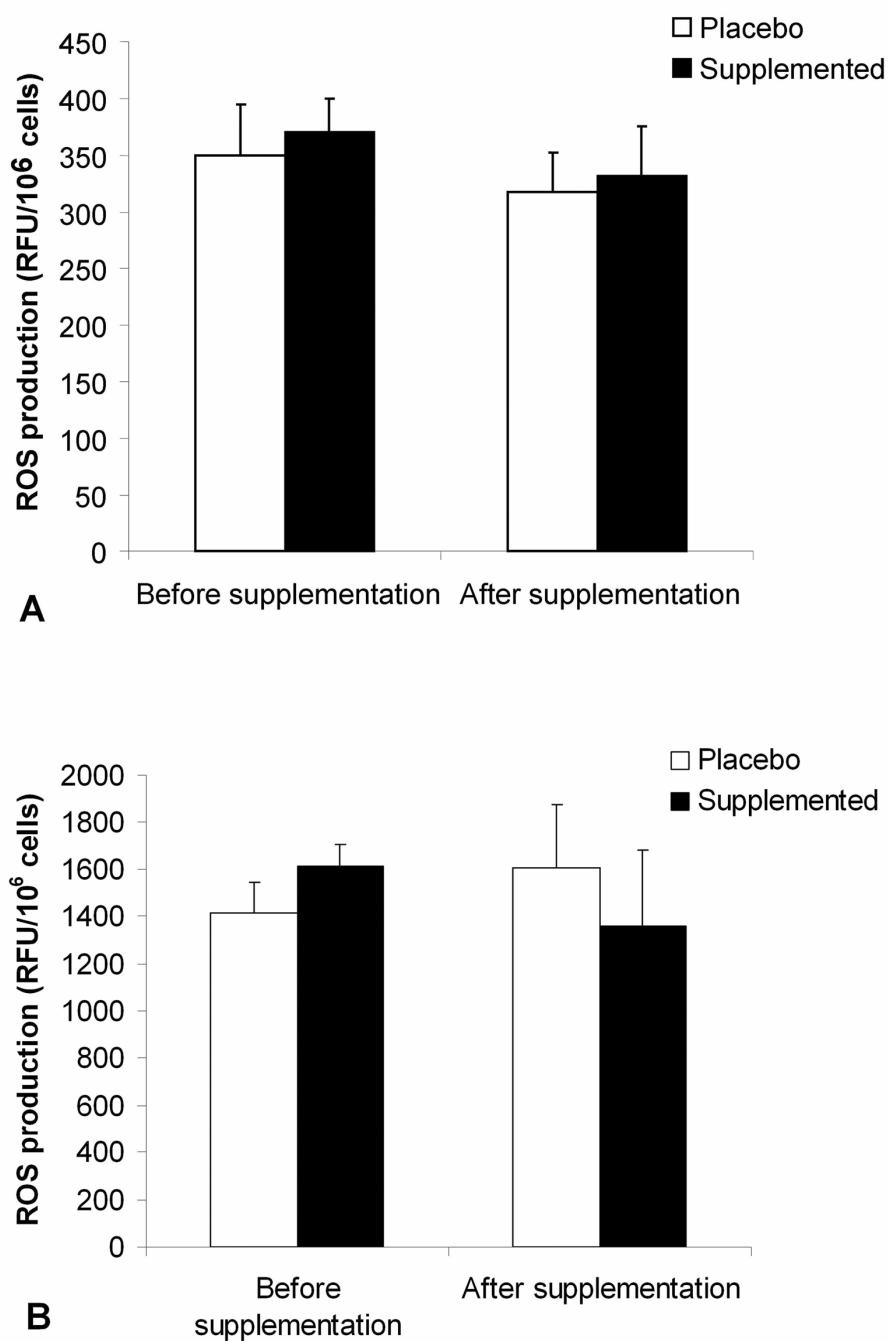 Placebo
Supplemented
ROS production (RFU/10⁶ cells)
450
400
350
300
250
200
150
100
50
0
Before supplementation
After supplementation
A
Placebo
Supplemented
ROS production (RFU/10⁶ cells)
2000
1800
1600
1400
1200
1000
800
600
400
200
0
Before
supplementation
After supplementation
B